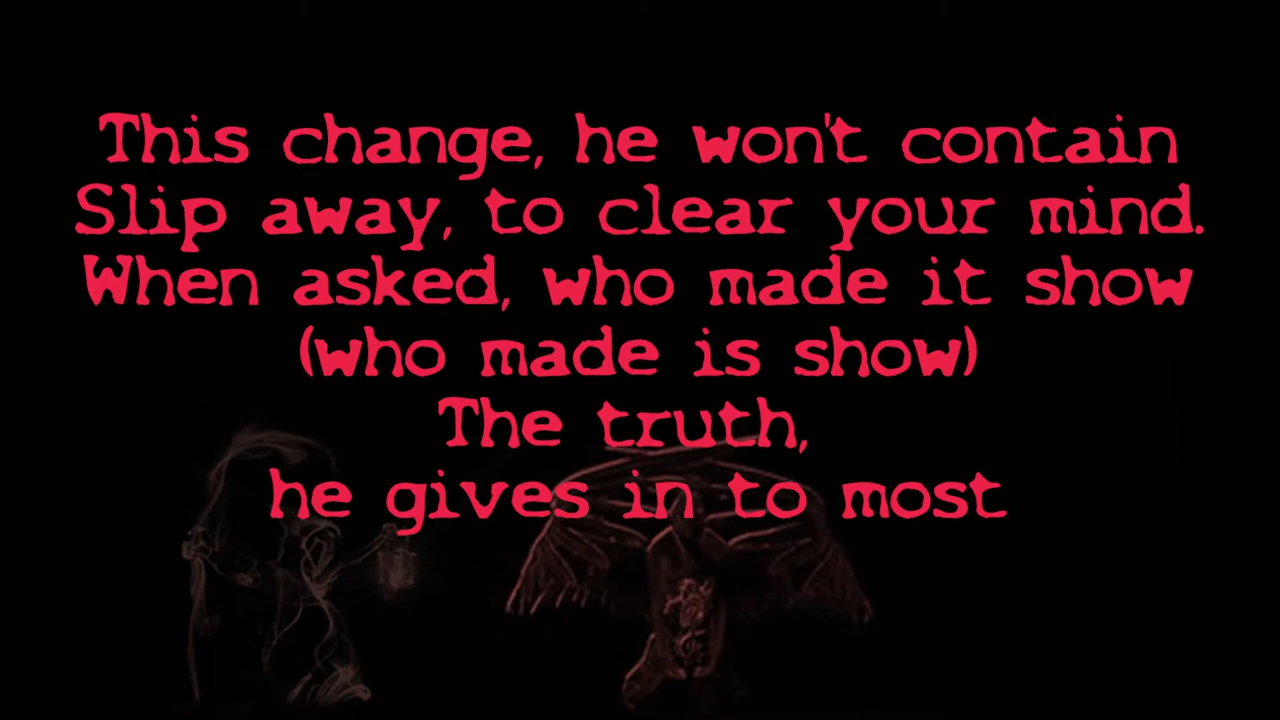 This change, he won't contain
Slip away, to clear your mind.
When asked, who made it show
(who made is show)
The truth,
he gives in to most